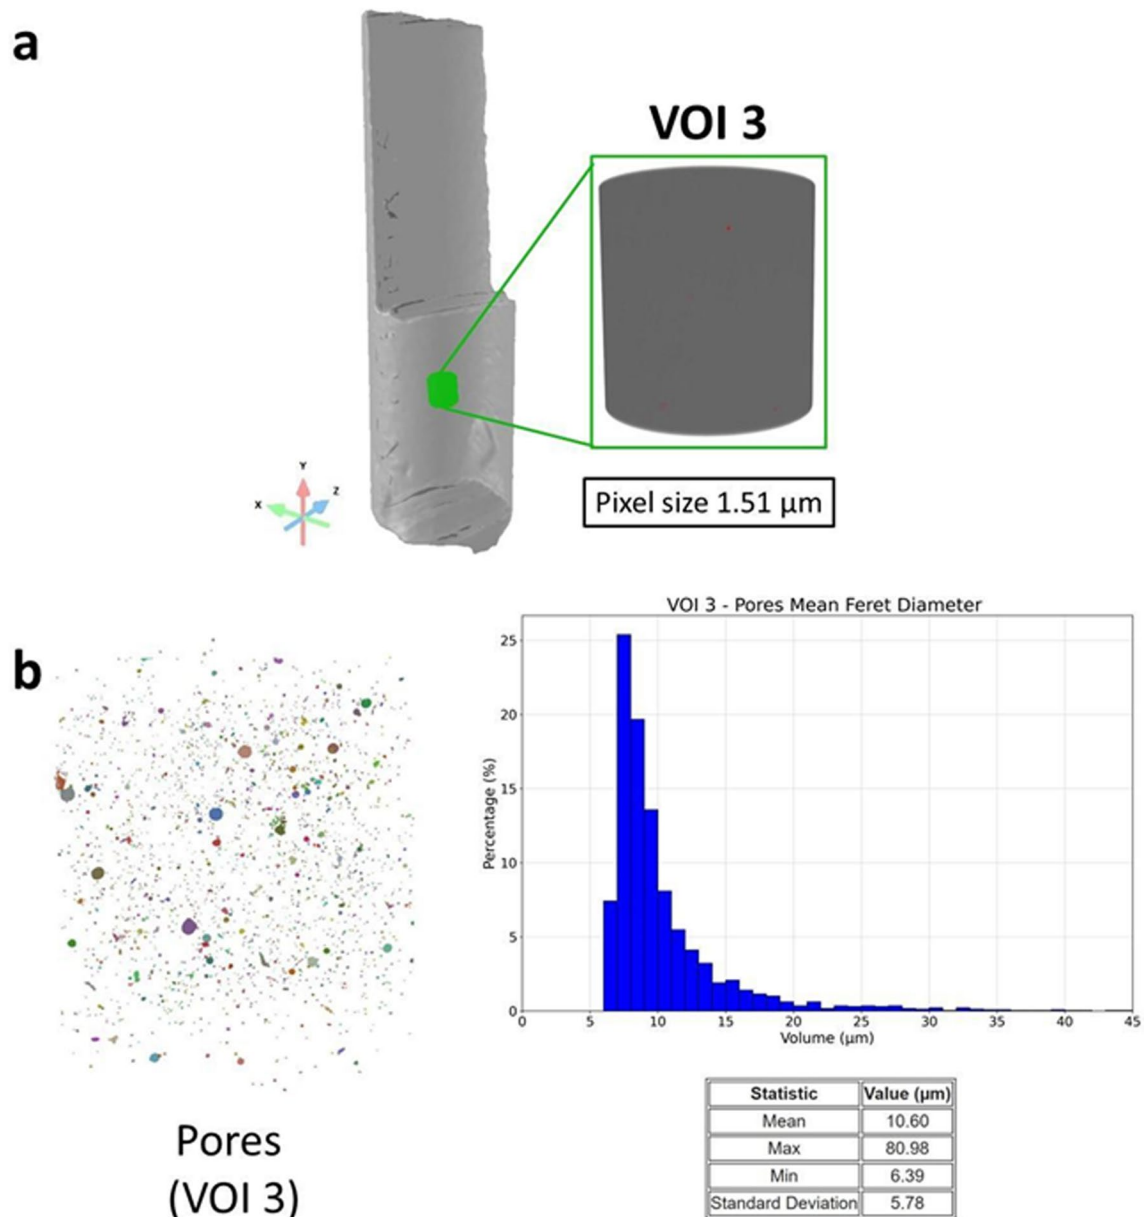 a
VOI 3
Pixel size 1.51 µm
Y
X
Z
b
VOI 3 - Pores Mean Feret Diameter
Percentage (%)
25
20
15
10
5
0
0 5 10 15 20 25 30 35 40 45
Volume (µm)
Pores
(VOI 3)
Statistic Value (µm)
Mean 10.60
Max 80.98
Min 6.39
Standard Deviation 5.78